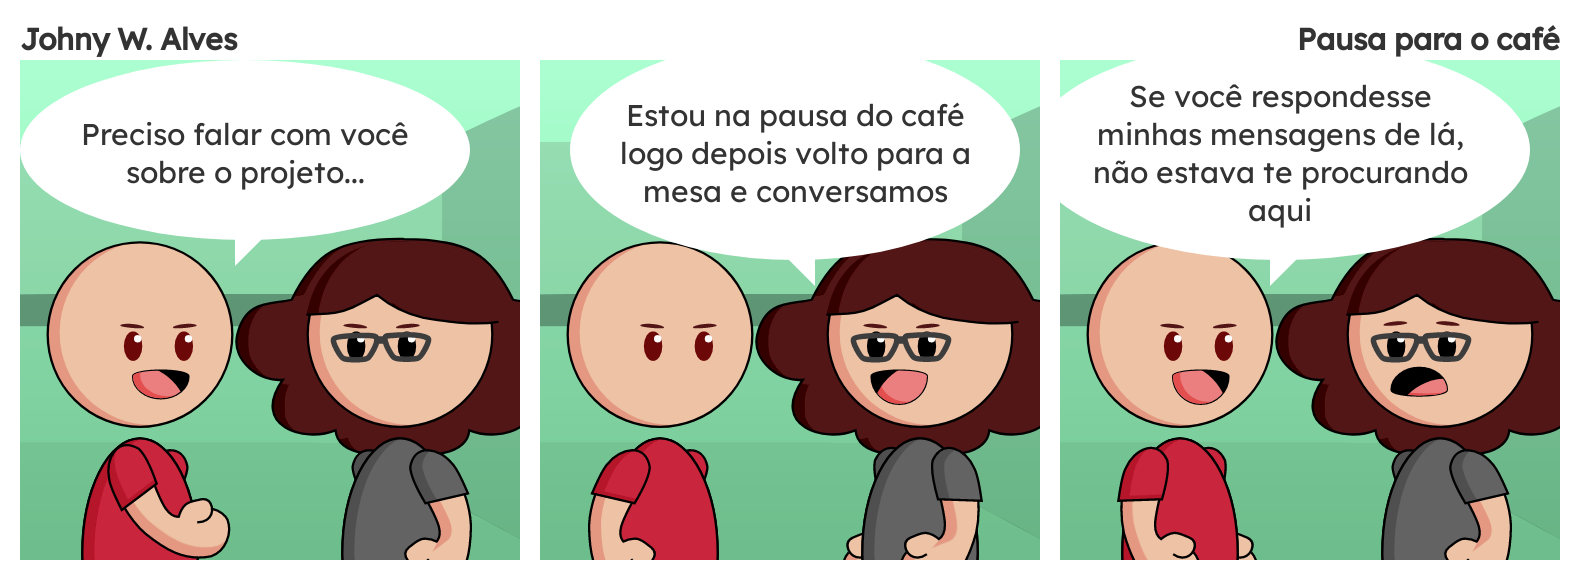 Johny W. Alves
Pausa para o café
Preciso falar com você
sobre o projeto...
Estou na pausa do café
logo depois volto para a
mesa e conversamos
Se você respondesse
minhas mensagens de lá,
não estava te procurando
aqui